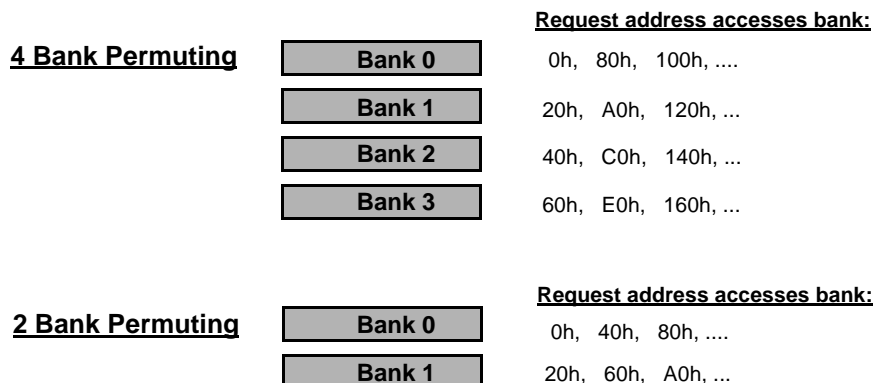 Request address accesses bank:
4 Bank Permuting Bank 0 0h, 80h, 100h, ....
Bank 1 20h, A0h, 120h, ...
Bank 2 40h, C0h, 140h, ...
Bank 3 60h, E0h, 160h, ...
Request address accesses bank:
2 Bank Permuting Bank 0 0h, 40h, 80h, ....
Bank 1 20h, 60h, A0h, ...